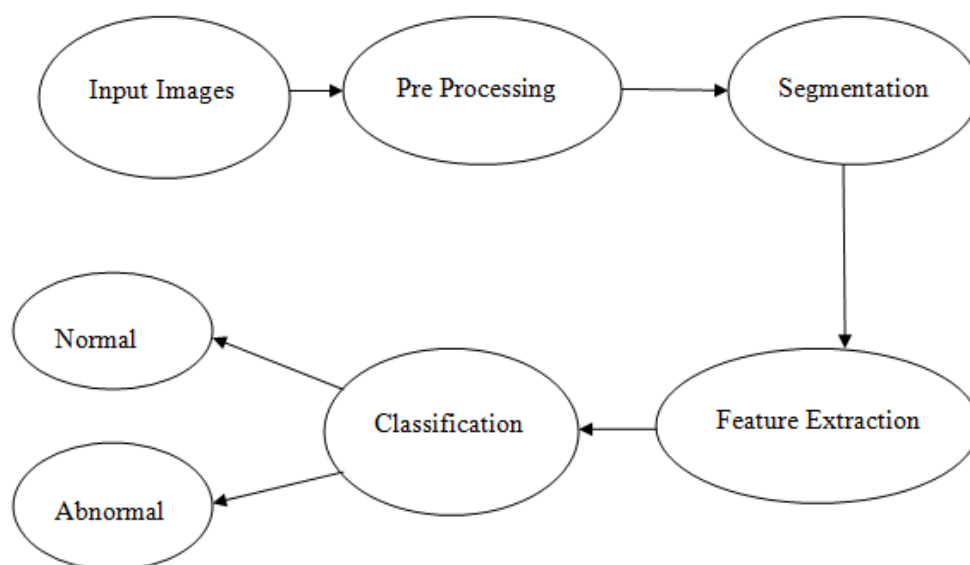 Input Images
Pre Processing
Segmentation
Normal
Classification
Feature Extraction
Abnormal